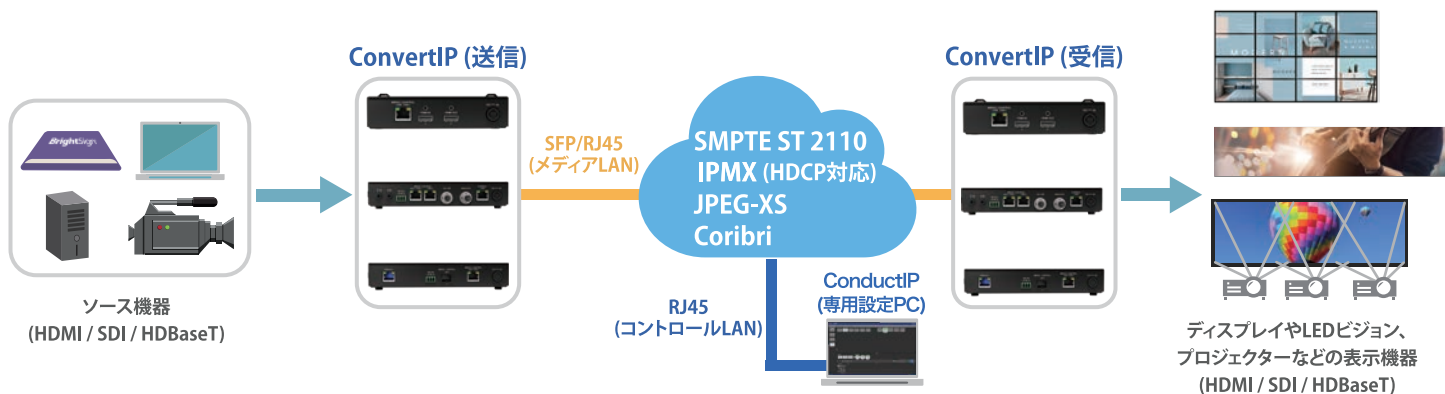 BrightSign
ソース機器
(HDMI / SDI / HDBaseT)
ConvertIP (送信)
SFP/RJ45
(メディアLAN)
SMPTE ST 2110
IPMX (HDCP対応)
JPEG-XS
Coribri
RJ45
(コントロールLAN)
ConductIP
(専用設定PC)
ConvertIP (受信)
MODERN
ディスプレイやLEDビジョン、
プロジェクターなどの表示機器
(HDMI / SDI / HDBaseT)